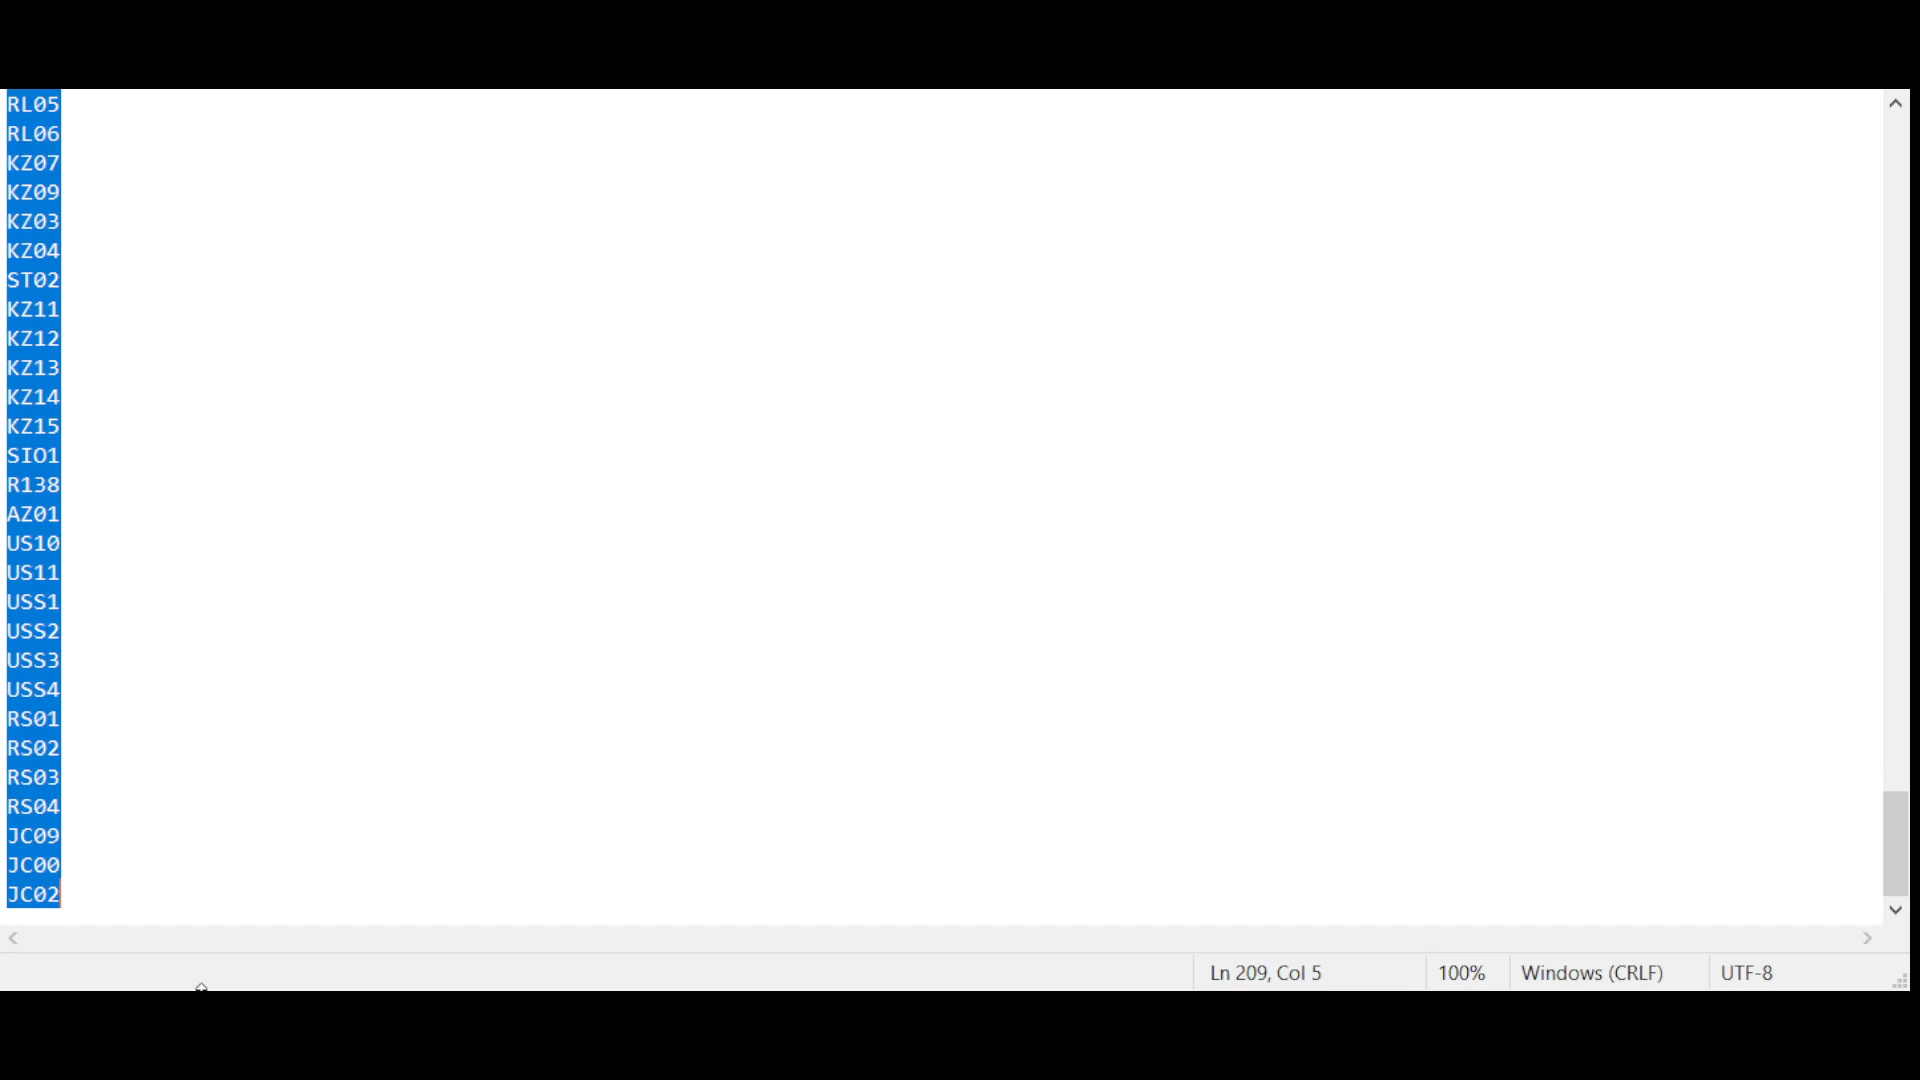 RL05
RL06
KZ07
KZ09
KZ03
KZ04
ST02
KZ11
KZ12
KZ13
KZ14
KZ15
SIO1
R138
AZ01
US10
US11
USS1
USS2
USS3
USS4
RS01
RS02
RS03
RS04
JC09
JC00
JC02
Ln 209, Col 5 100% Windows (CRLF) UTF-8